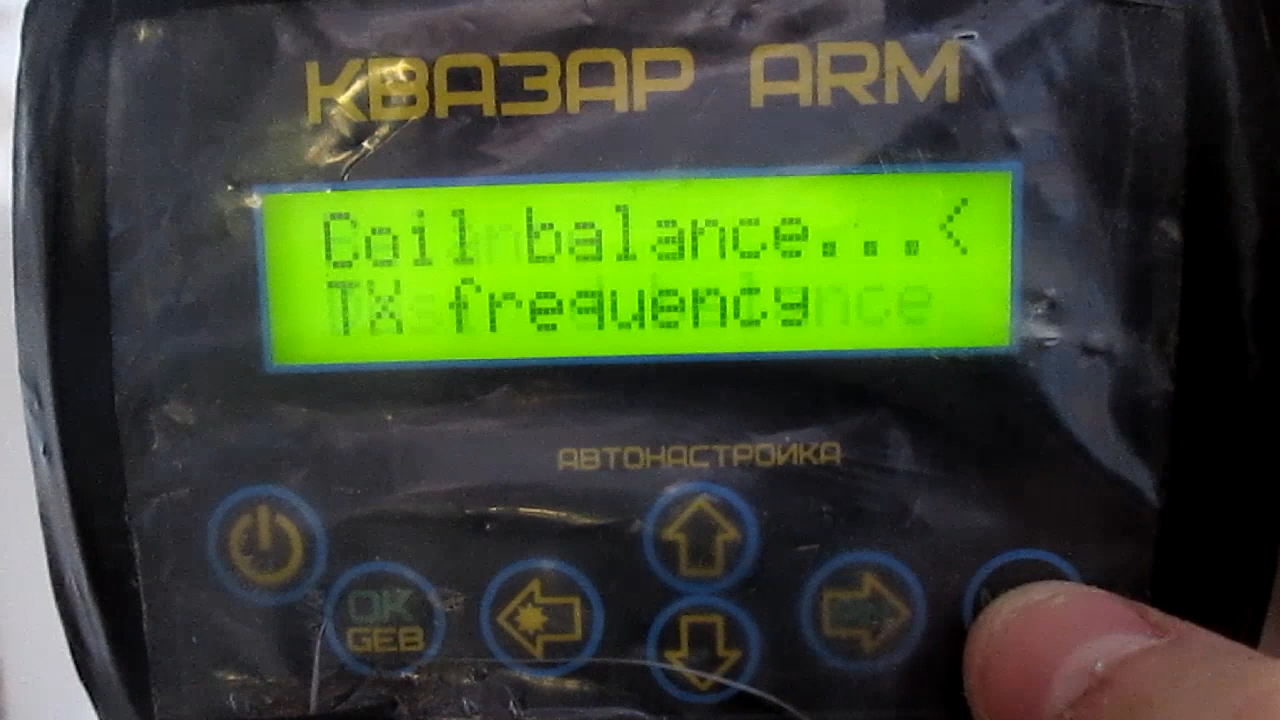 КВАЗАР ARM
Coil balance...<
TX frequency
АВТОНАСТРОЙКА
OK
GEB